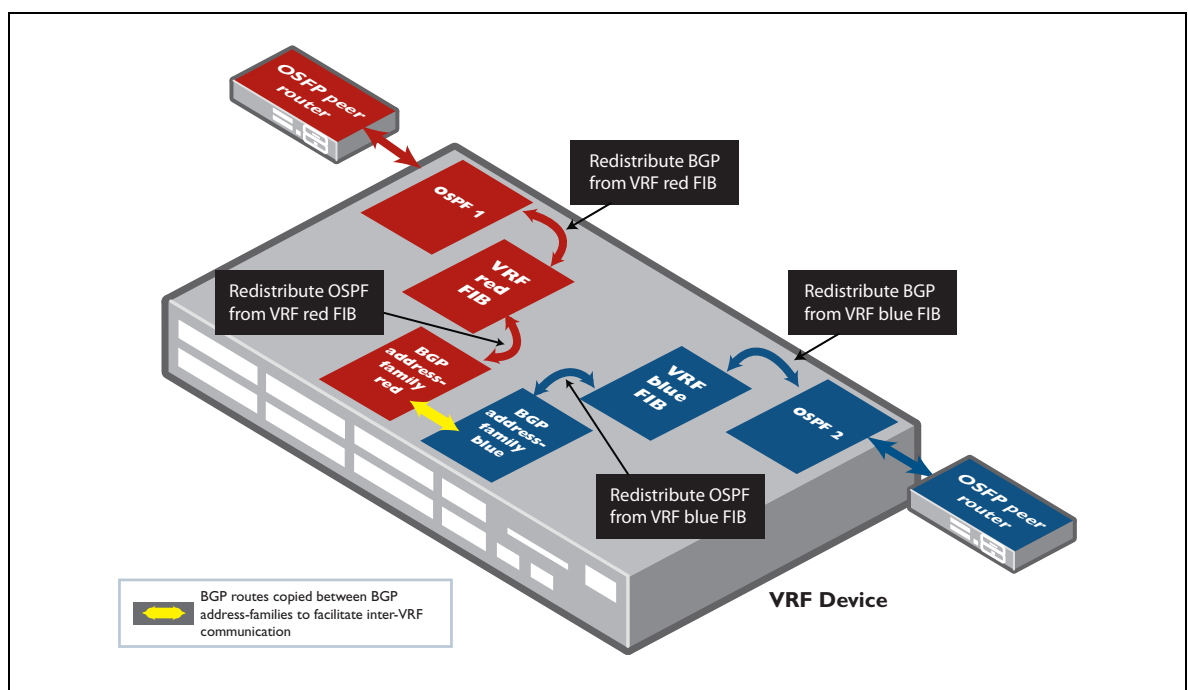 OSFP peer
router
Redistribute BGP
from VRF red FIB
OSPF 1
VRF
red
FIB
Redistribute OSPF
from VRF red FIB
Redistribute BGP
from VRF blue FIB
BGP
address-
family
red
VRF
blue
FIB
BGP
address-
family
blue
OSPF 2
Redistribute OSPF
from VRF blue FIB
OSFP peer
router
VRF Device
BGP routes copied between BGP
address-families to facilitate inter-VRF
communication